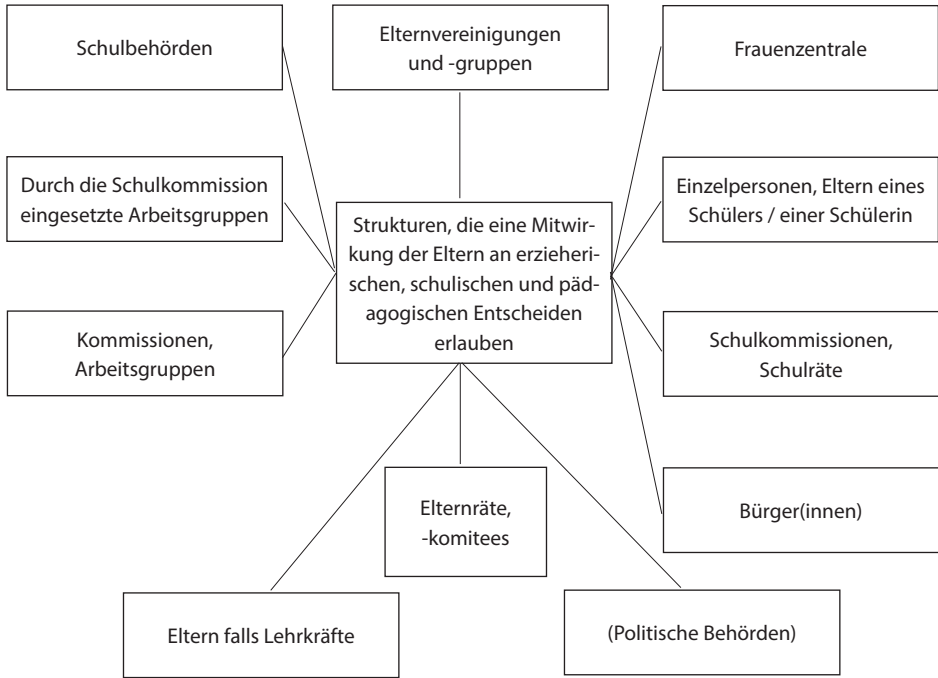 Schulbehörden
Elternvereinigungen
und -gruppen
Frauenzentrale
Durch die Schulkommission
eingesetzte Arbeitsgruppen
Strukturen, die eine Mitwir-
kung der Eltern an erzieheri-
schen, schulischen und päd-
agogischen Entscheiden
erlauben
Einzelpersonen, Eltern eines
Schülers / einer Schülerin
Kommissionen,
Arbeitsgruppen
Schulkommissionen,
Schulräte
Elternräte,
-komitees
Bürger(innen)
Eltern falls Lehrkräfte
(Politische Behörden)